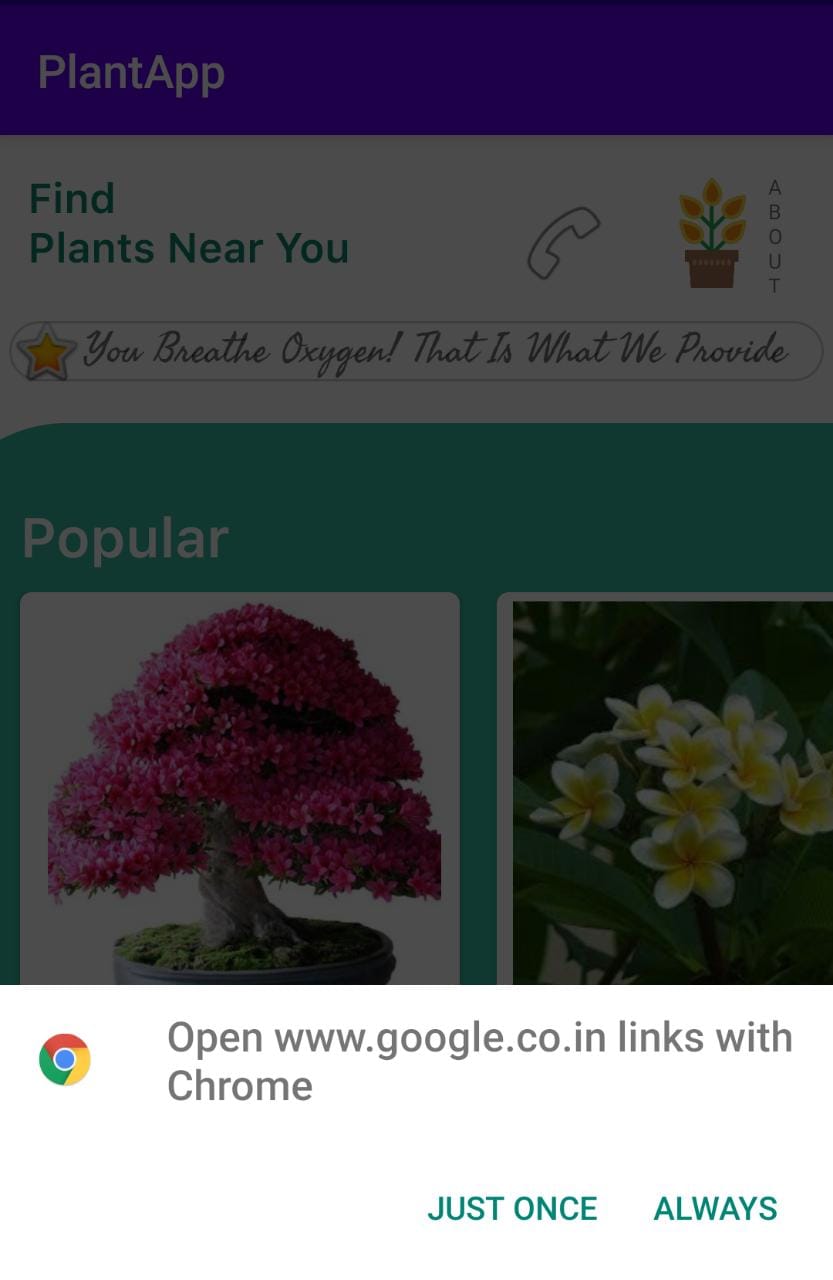 PlantApp
Find
Plants Near You
A
B
O
U
T
You Breathe Oxygen! That Is What We Provide
Popular
Open www.google.co.in links with
Chrome
JUST ONCE ALWAYS